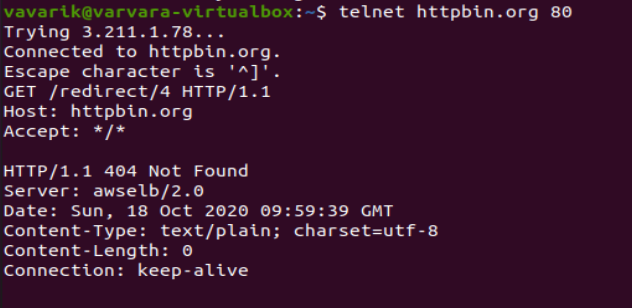 vavarik@varvara-virtualbox:~$ telnet httpbin.org 80
Trying 3.211.1.78...
Connected to httpbin.org.
Escape character is '^]'.
GET /redirect/4 HTTP/1.1
Host: httpbin.org
Accept: */*

HTTP/1.1 404 Not Found
Server: awselb/2.0
Date: Sun, 18 Oct 2020 09:59:39 GMT
Content-Type: text/plain; charset=utf-8
Content-Length: 0
Connection: keep-alive